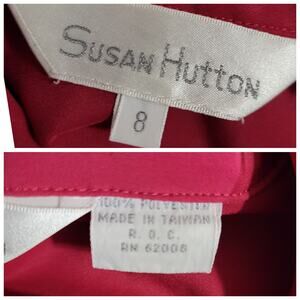 SUSAN HUTTON
8
100% POLYESTER
MADE IN TAIWAN
R. O. C.
RN 62008